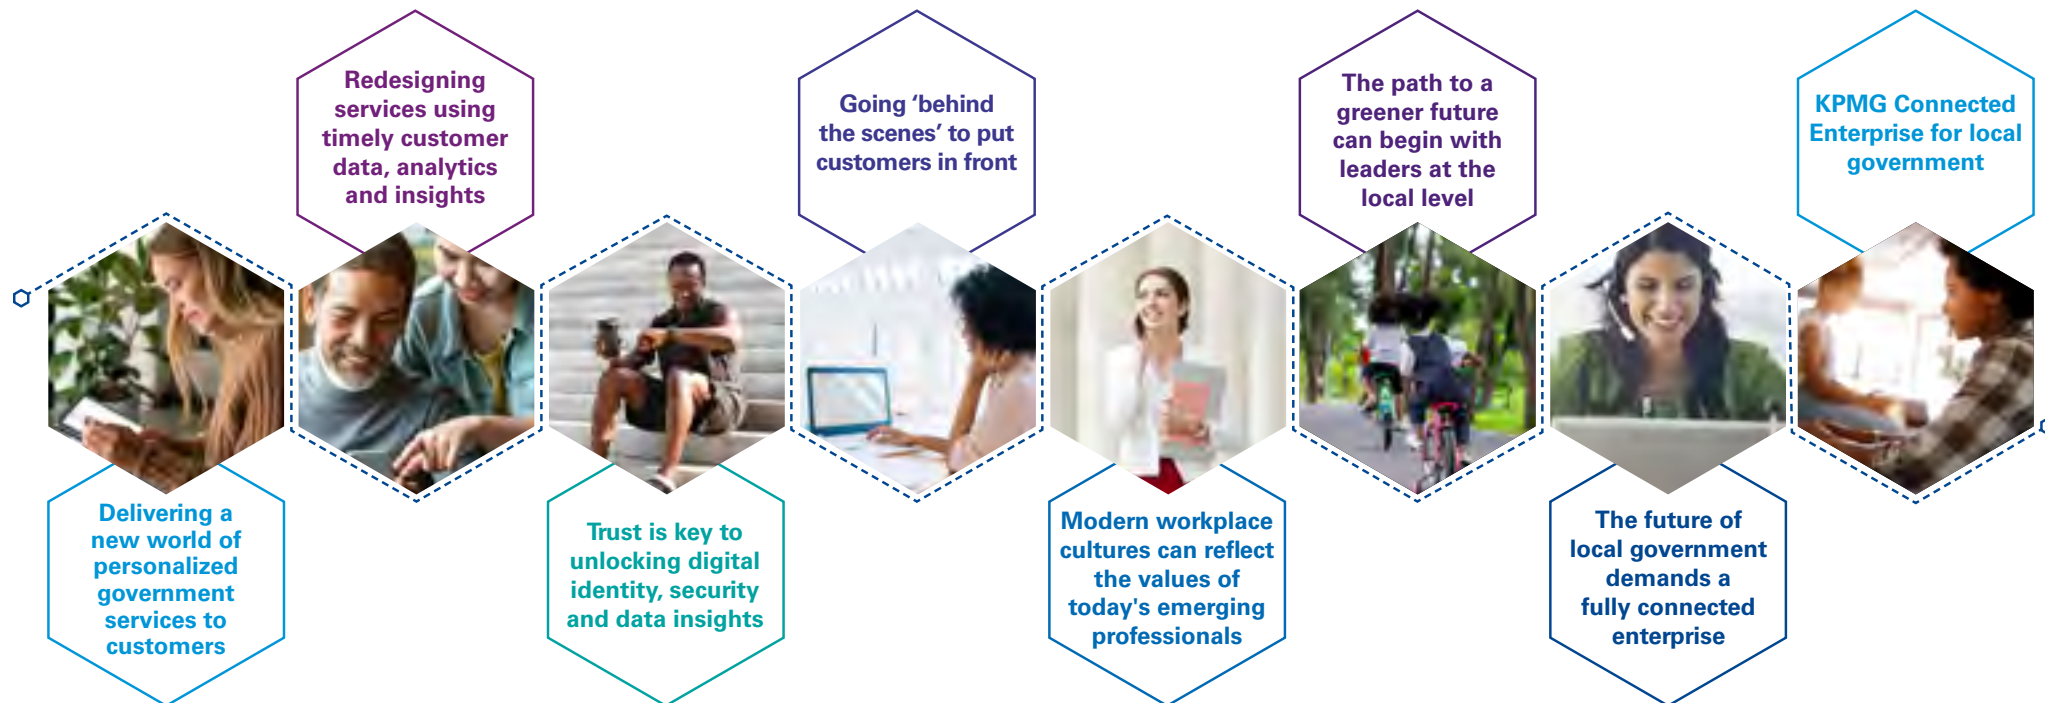 Delivering a
new world of
personalized
government
services to
customers
Redesigning
services using
timely customer
data, analytics
and insights
Trust is key to
unlocking digital
identity, security
and data insights
Going ‘behind
the scenes’ to put
customers in front
Modern workplace
cultures can reflect
the values of
today's emerging
professionals
The path to a
greener future
can begin with
leaders at the
local level
The future of
local government
demands a
fully connected
enterprise
KPMG Connected
Enterprise for local
government